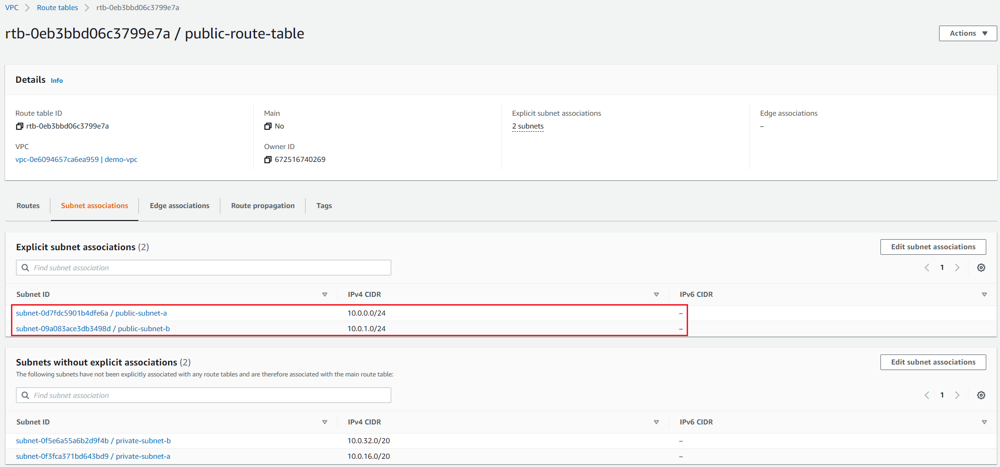 VPC > Route tables > rtb-0eb3bbd06c3799e7a
rtb-0eb3bbd06c3799e7a / public-route-table
Actions
Details Info
Route table ID
rtb-0eb3bbd06c3799e7a
Main
No
Explicit subnet associations
2 subnets
Edge associations
–
VPC
vpc-0e6094657ca6ea959 | demo-vpc
Owner ID
672516740269
Routes
Subnet associations
Edge associations
Route propagation
Tags
Explicit subnet associations (2)
Edit subnet associations
Find subnet association
1
Subnet ID IPv4 CIDR IPv6 CIDR
subnet-0d7fdc5901b4dfe6a / public-subnet-a 10.0.0.0/24 –
subnet-09a083ace3db3498d / public-subnet-b 10.0.1.0/24 –
Subnets without explicit associations (2)
Edit subnet associations
The following subnets have not been explicitly associated with any route tables and are therefore associated with the main route table:
Find subnet association
1
Subnet ID IPv4 CIDR IPv6 CIDR
subnet-0f5e6a55a6b2d9f4b / private-subnet-b 10.0.32.0/20 –
subnet-0f3fca371bd643bd9 / private-subnet-a 10.0.16.0/20 –